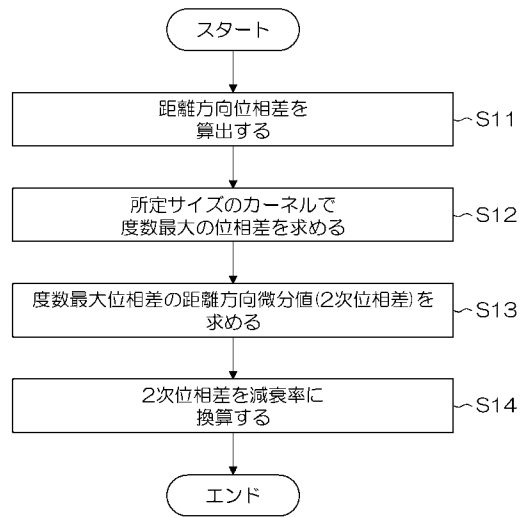 スタート
距離方向位相差を
算出する
S11
所定サイズのカーネルで
度数最大の位相差を求める
S12
度数最大位相差の距離方向微分値(2次位相差)を
求める
S13
2次位相差を減衰率に
換算する
S14
エンド